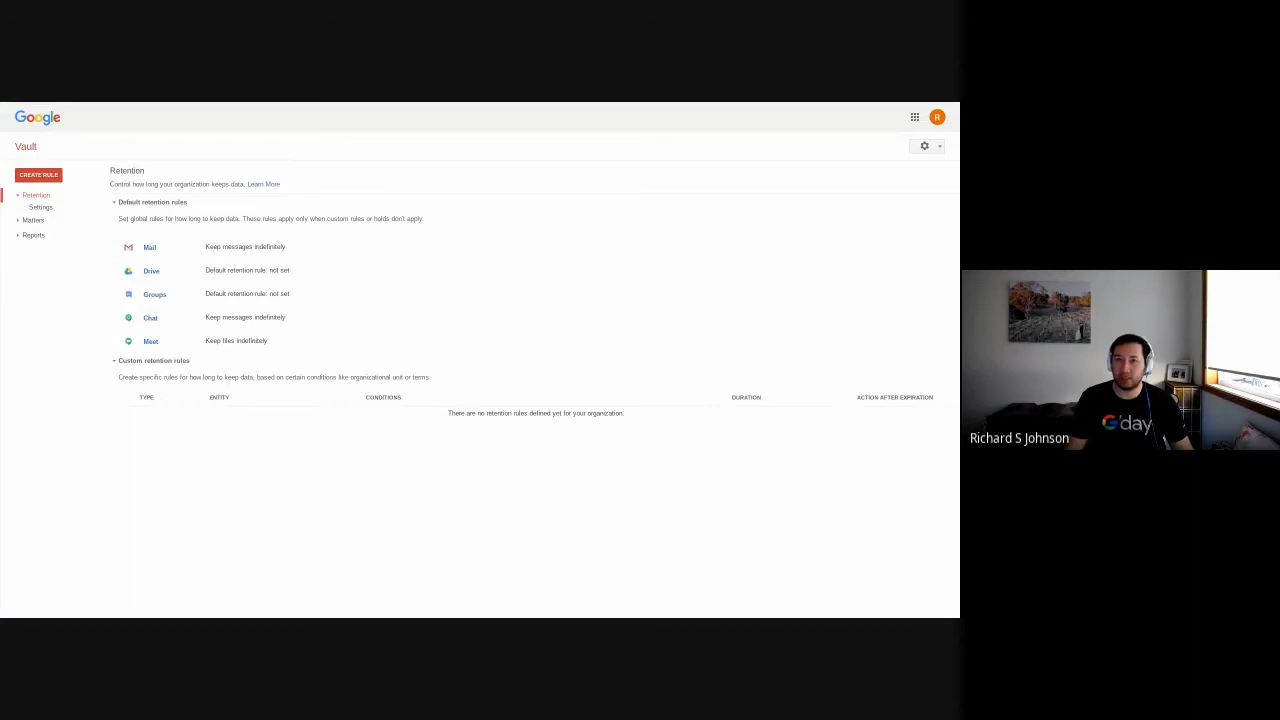 Google
R
Vault
CREATE RULE
Retention
Settings
Matters
Reports
Retention
Control how long your organization keeps data. Learn More
Default retention rules
Set global rules for how long to keep data. These rules apply only when custom rules or holds don't apply.
Mail Keep messages indefinitely
Drive Default retention rule: not set
Groups Default retention rule: not set
Chat Keep messages indefinitely
Meet Keep files indefinitely
Custom retention rules
Create specific rules for how long to keep data, based on certain conditions like organizational unit or terms.
TYPE ENTITY CONDITIONS DURATION ACTION AFTER EXPIRATION
There are no retention rules defined yet for your organization.
G'day
Richard S Johnson